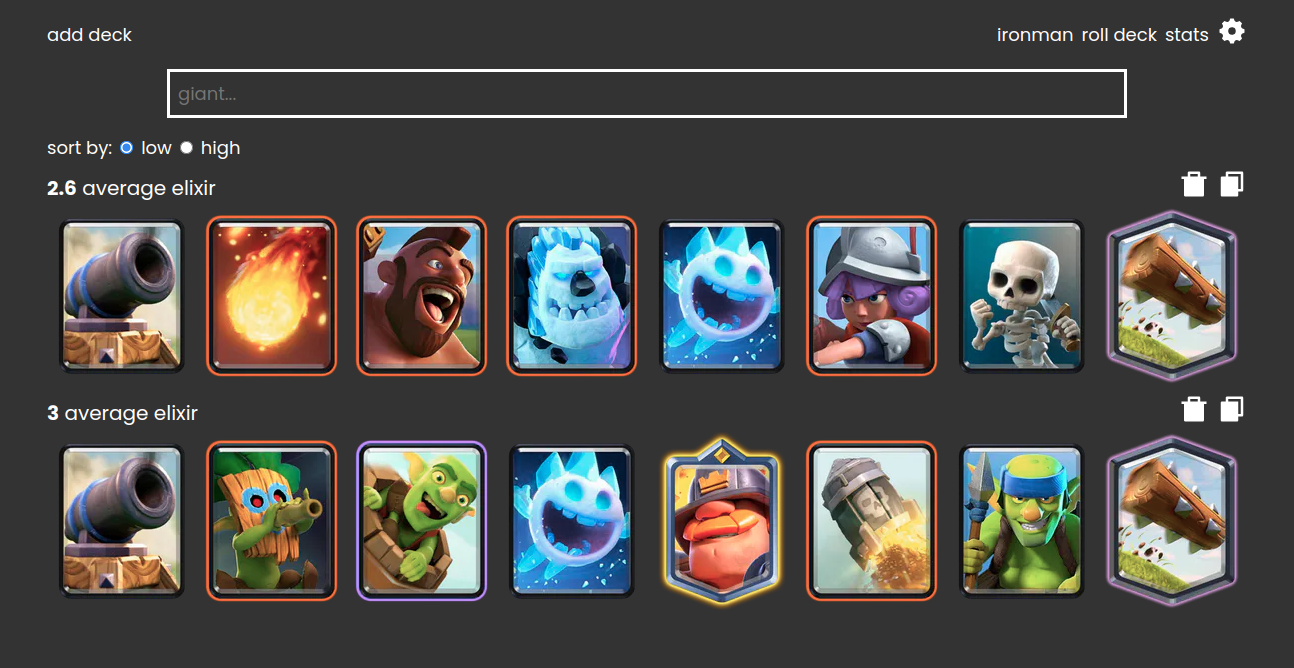 add deck
ironman roll deck stats
giant...
sort by: low high
2.6 average elixir
3 average elixir